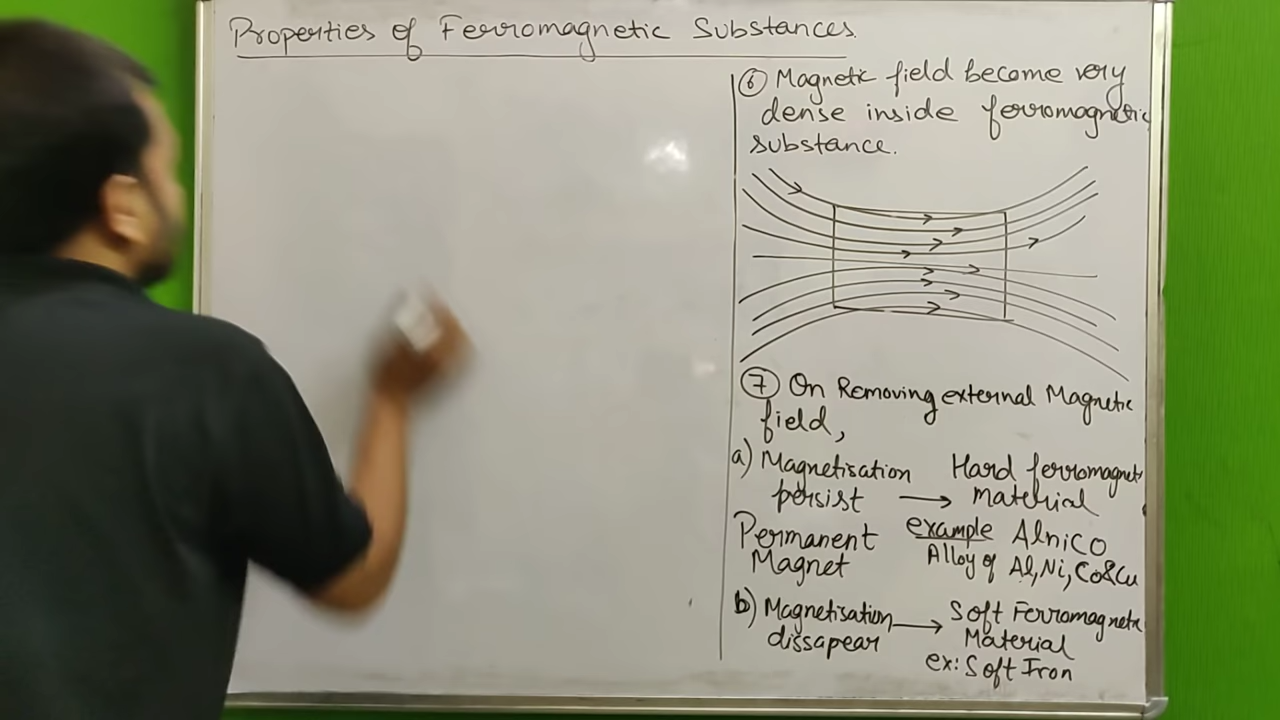 Properties of Ferromagnetic Substances.
⑥ Magnetic field become very
dense inside ferromagnetic
substance.
⑦ On Removing external Magnetic
field,
a) Magnetisation persist → Hard ferromagnet material
Permanent Magnet
example AlniCO
Alloy of Al,Ni,Co&Cu
b) Magnetisation dissapear → Soft Ferromagnetc Material
ex: Soft Iron